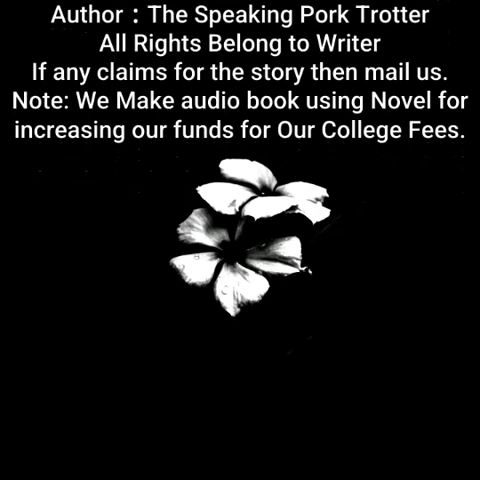 Author : The Speaking Pork Trotter
All Rights Belong to Writer
If any claims for the story then mail us.
Note: We Make audio book using Novel for
increasing our funds for Our College Fees.